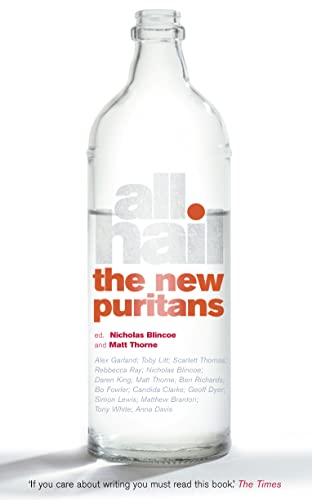 all
hail
the new
puritans
ed. Nicholas Blincoe
and Matt Thorne
Alex Garland; Toby Litt; Scarlett Thomas;
Rebbecca Ray; Nicholas Blincoe;
Daren King; Matt Thorne; Ben Richards;
Bo Fowler; Candida Clarke; Geoff Dyer;
Simon Lewis; Matthew Branton;
Tony White; Anna Davis
'If you care about writing you must read this book.' The Times